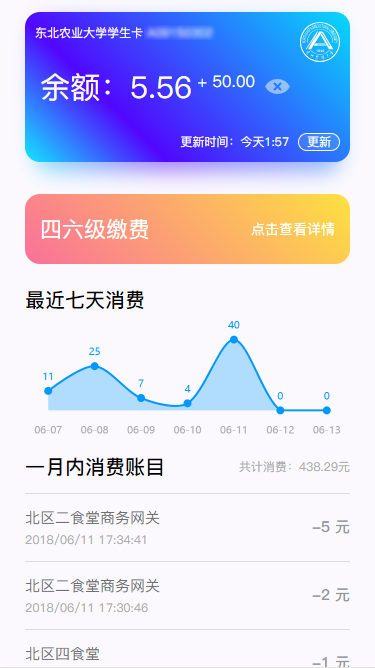 东北农业大学学生卡
余额：5.56 + 50.00
更新时间：今天1:57 更新
四六级缴费 点击查看详情
最近七天消费
11 25 7 4 40 0 0
06-07 06-08 06-09 06-10 06-11 06-12 06-13
一月内消费账目 共计消费：438.29元
北区二食堂商务网关 -5 元
2018/06/11 17:34:41
北区二食堂商务网关 -2 元
2018/06/11 17:30:46
北区四食堂 -1 元